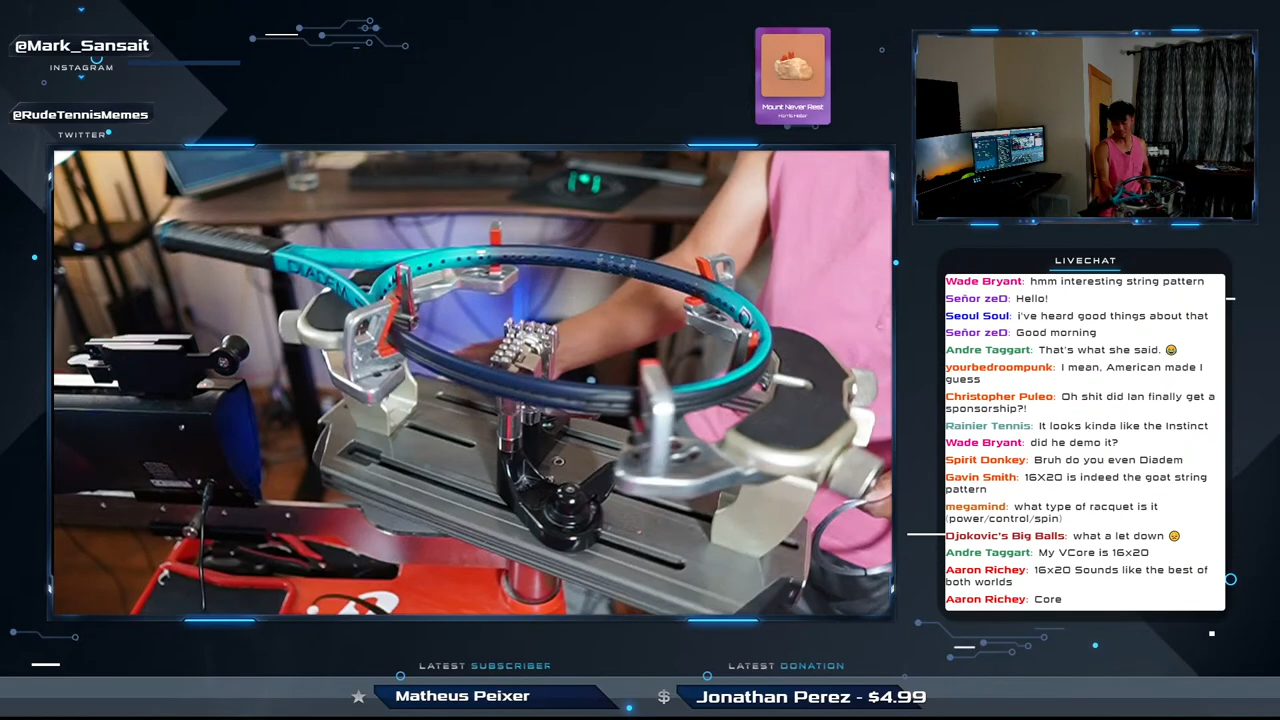 @Mark_Sansait
INSTAGRAM
@RudeTennisMemes
TWITTER
Mount Never Rest
DIADEM
LIVECHAT
Wade Bryant: hmm interesting string pattern
Señor zeD: Hello!
Seoul Soul: i've heard good things about that
Señor zeD: Good morning
Andre Taggart: That's what she said. 😂
yourbedroompunk: I mean, American made I
guess
Christopher Puleo: Oh shit did Ian finally get a
sponsorship?!
Rainier Tennis: It looks kinda like the Instinct
Wade Bryant: did he demo it?
Spirit Donkey: Bruh do you even Diadem
Gavin Smith: 16X20 is indeed the goat string
pattern
megamind: what type of racquet is it
(power/control/spin)
Djokovic's Big Balls: what a let down 😞
Andre Taggart: My VCore is 16x20
Aaron Richey: 16x20 Sounds like the best of
both worlds
Aaron Richey: Core
LATEST SUBSCRIBER
Matheus Peixer
LATEST DONATION
$ Jonathan Perez - $4.99